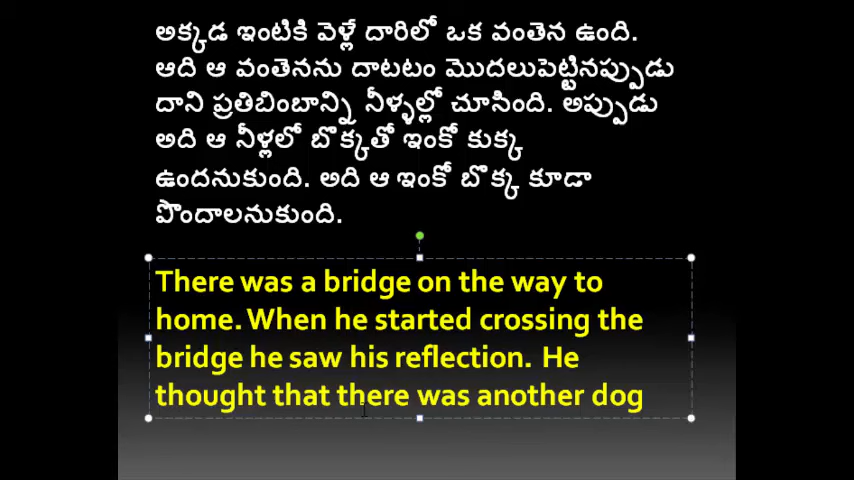 అక్కడ ఇంటికి వెళ్లే దారిలో ఒక వంతెన ఉంది.
ఆది ఆ వంతెనను దాటటం మొదలుపెట్టినప్పుడు
దాని ప్రతిబింబాన్ని నీళ్ళల్లో చూసింది. అప్పుడు
అది ఆ నీళ్లలో బొక్కతో ఇంకో కుక్క
ఉందనుకుంది. అది ఆ ఇంకో బొక్క కూడా
పొందాలనుకుంది.
There was a bridge on the way to
home. When he started crossing the
bridge he saw his reflection. He
thought that there was another dog